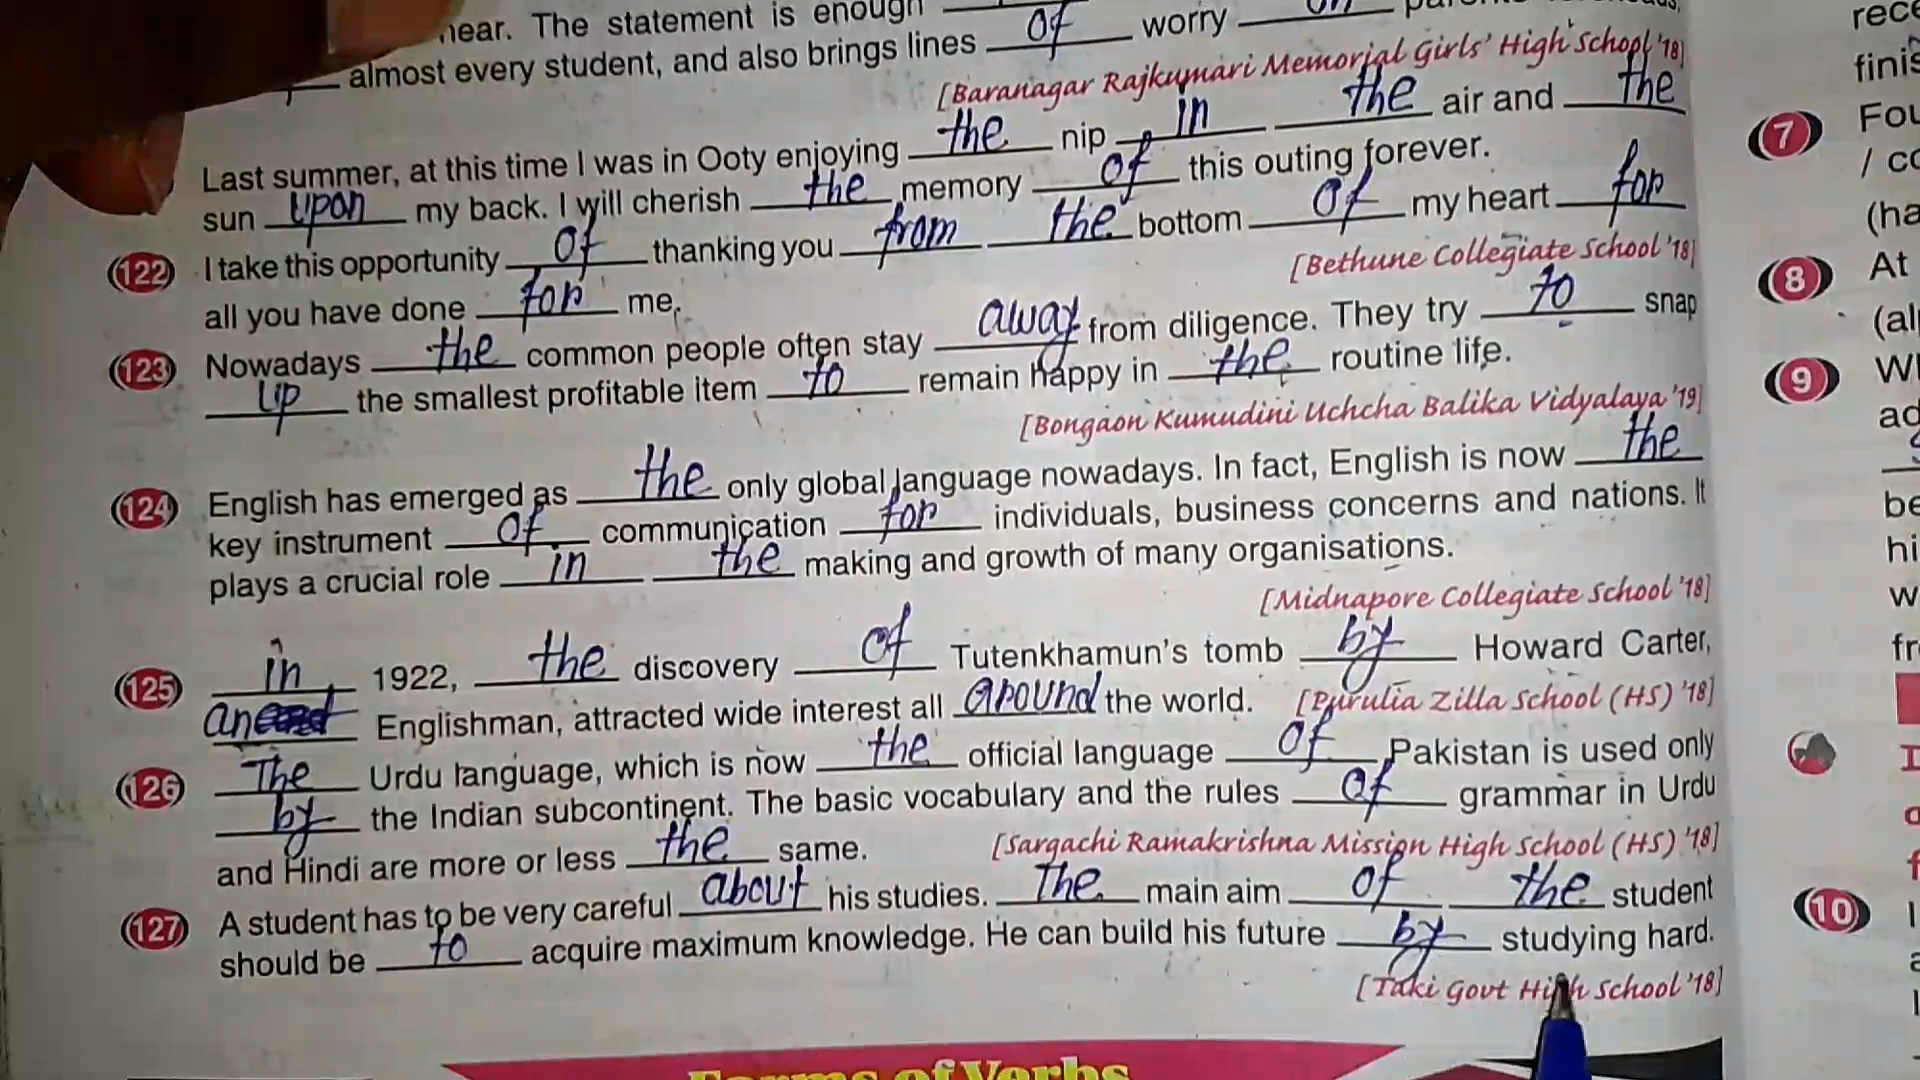 near. The statement is enough
almost every student, and also brings lines of worry on
[Baranagar Rajkumari Memorial Girls' High School '18]
Last summer, at this time I was in Ooty enjoying the nip in the air and the
sun upon my back. I will cherish the memory of this outing forever.
122 I take this opportunity of thanking you from the bottom of my heart for
all you have done for me.
[Bethune Collegiate School '18]
123 Nowadays the common people often stay away from diligence. They try to snap
up the smallest profitable item to remain happy in the routine life.
[Bongaon Kumudini Uchcha Balika Vidyalaya '19]
124 English has emerged as the only global language nowadays. In fact, English is now the
key instrument of communication for individuals, business concerns and nations. It
plays a crucial role in the making and growth of many organisations.
[Midnapore Collegiate School '18]
125 in 1922, the discovery of Tutenkhamun's tomb by Howard Carter,
an Englishman, attracted wide interest all around the world. [Purulia Zilla School (HS) '18]
126 The Urdu language, which is now the official language of Pakistan is used only
by the Indian subcontinent. The basic vocabulary and the rules of grammar in Urdu
and Hindi are more or less the same. [Sargachi Ramakrishna Mission High School (HS) '18]
127 A student has to be very careful about his studies. The main aim of the student
should be to acquire maximum knowledge. He can build his future by studying hard.
[Taki Govt High School '18]
Forms of Verbs
7
8 At
9
10